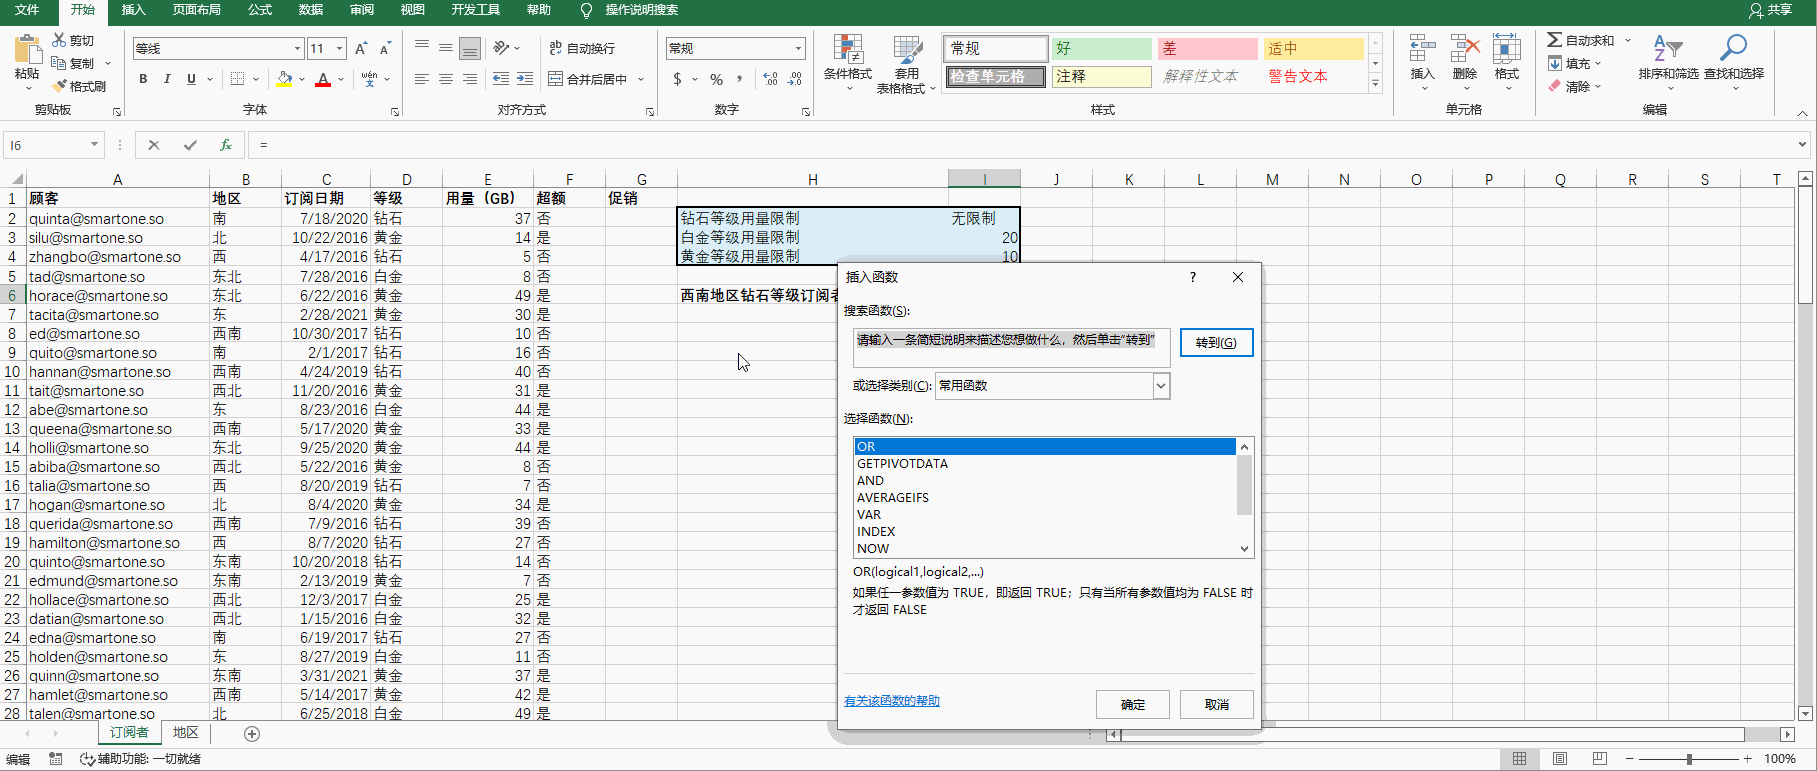 文件 开始 插入 页面布局 公式 数据 审阅 视图 开发工具 帮助 操作说明搜索 共享
粘贴 剪切 复制 格式刷
剪贴板
等线 11 A A
B I U A wén
字体
ab 自动换行
合并后居中
对齐方式
常规
$ % , .00
数字
条件格式 套用 表格格式
常规 好 差 适中
检查单元格 注释 解释性文本 警告文本
样式
插入 删除 格式
单元格
自动求和 填充 清除 排序和筛选 查找和选择
编辑
I6 fx =
A B C D E F G H I J K L M N O P Q R S T
1 顾客 地区 订阅日期 等级 用量（GB） 超额 促销
2 quinta@smartone.so 南 7/18/2020 钻石 37 否 钻石等级用量限制 无限制
3 silu@smartone.so 北 10/22/2016 黄金 14 是 白金等级用量限制 20
4 zhangbo@smartone.so 西 4/17/2016 钻石 5 否 黄金等级用量限制 10
5 tad@smartone.so 东北 7/28/2016 白金 8 否
6 horace@smartone.so 东北 6/22/2016 黄金 49 是 西南地区钻石等级订阅者
7 tacita@smartone.so 东 2/28/2021 黄金 30 是
8 ed@smartone.so 西南 10/30/2017 钻石 10 否
9 quito@smartone.so 南 2/1/2017 钻石 16 否
10 hannan@smartone.so 西南 4/24/2019 钻石 40 否
11 tait@smartone.so 西北 11/20/2016 黄金 31 是
12 abe@smartone.so 东 8/23/2016 白金 44 是
13 queena@smartone.so 西南 5/17/2020 黄金 33 是
14 holli@smartone.so 东北 9/25/2020 黄金 44 是
15 abiba@smartone.so 西北 5/22/2016 黄金 8 否
16 talia@smartone.so 西 8/20/2019 钻石 7 否
17 hogan@smartone.so 北 8/4/2020 黄金 34 是
18 querida@smartone.so 西南 7/9/2016 钻石 39 否
19 hamilton@smartone.so 西 8/7/2020 钻石 27 否
20 quinto@smartone.so 东南 10/20/2018 钻石 14 否
21 edmund@smartone.so 东南 2/13/2019 黄金 7 否
22 hollace@smartone.so 西北 12/3/2017 白金 25 是
23 datian@smartone.so 西北 1/15/2016 白金 32 是
24 edna@smartone.so 南 6/19/2017 钻石 27 否
25 holden@smartone.so 东 8/27/2019 白金 11 否
26 quinn@smartone.so 东南 3/31/2021 黄金 37 是
27 hamlet@smartone.so 西南 5/14/2017 黄金 42 是
28 talen@smartone.so 北 6/25/2018 白金 49 是
插入函数 ? ×
搜索函数(S):
请输入一条简短说明来描述您想做什么，然后单击“转到” 转到(G)
或选择类别(C): 常用函数
选择函数(N):
OR
GETPIVOTDATA
AND
AVERAGEIFS
VAR
INDEX
NOW
OR(logical1,logical2,...)
如果任一参数值为 TRUE，即返回 TRUE；只有当所有参数值均为 FALSE 时
才返回 FALSE
有关该函数的帮助 确定 取消
订阅者 地区
编辑 辅助功能: 一切就绪 100%